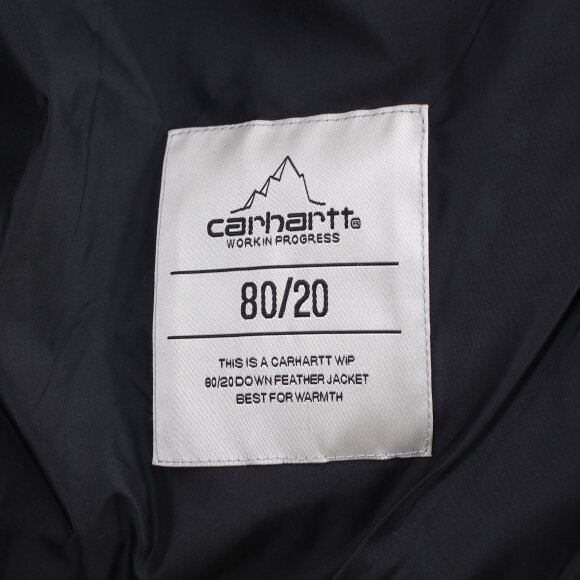 carhartt®
WORK IN PROGRESS
80/20
THIS IS A CARHARTT WIP
80/20 DOWN FEATHER JACKET
BEST FOR WARMTH